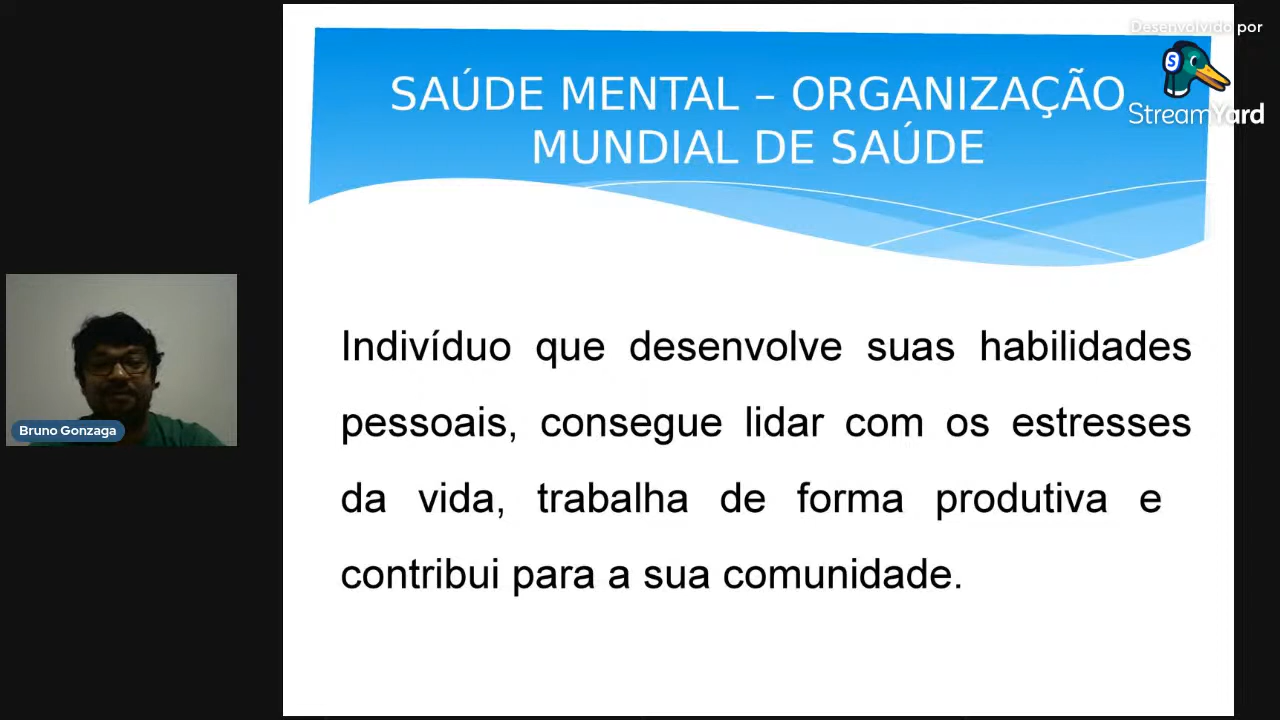 Desenvolvido por
StreamYard
SAÚDE MENTAL – ORGANIZAÇÃO
MUNDIAL DE SAÚDE
Indivíduo que desenvolve suas habilidades
pessoais, consegue lidar com os estresses
da vida, trabalha de forma produtiva e
contribui para a sua comunidade.
Bruno Gonzaga